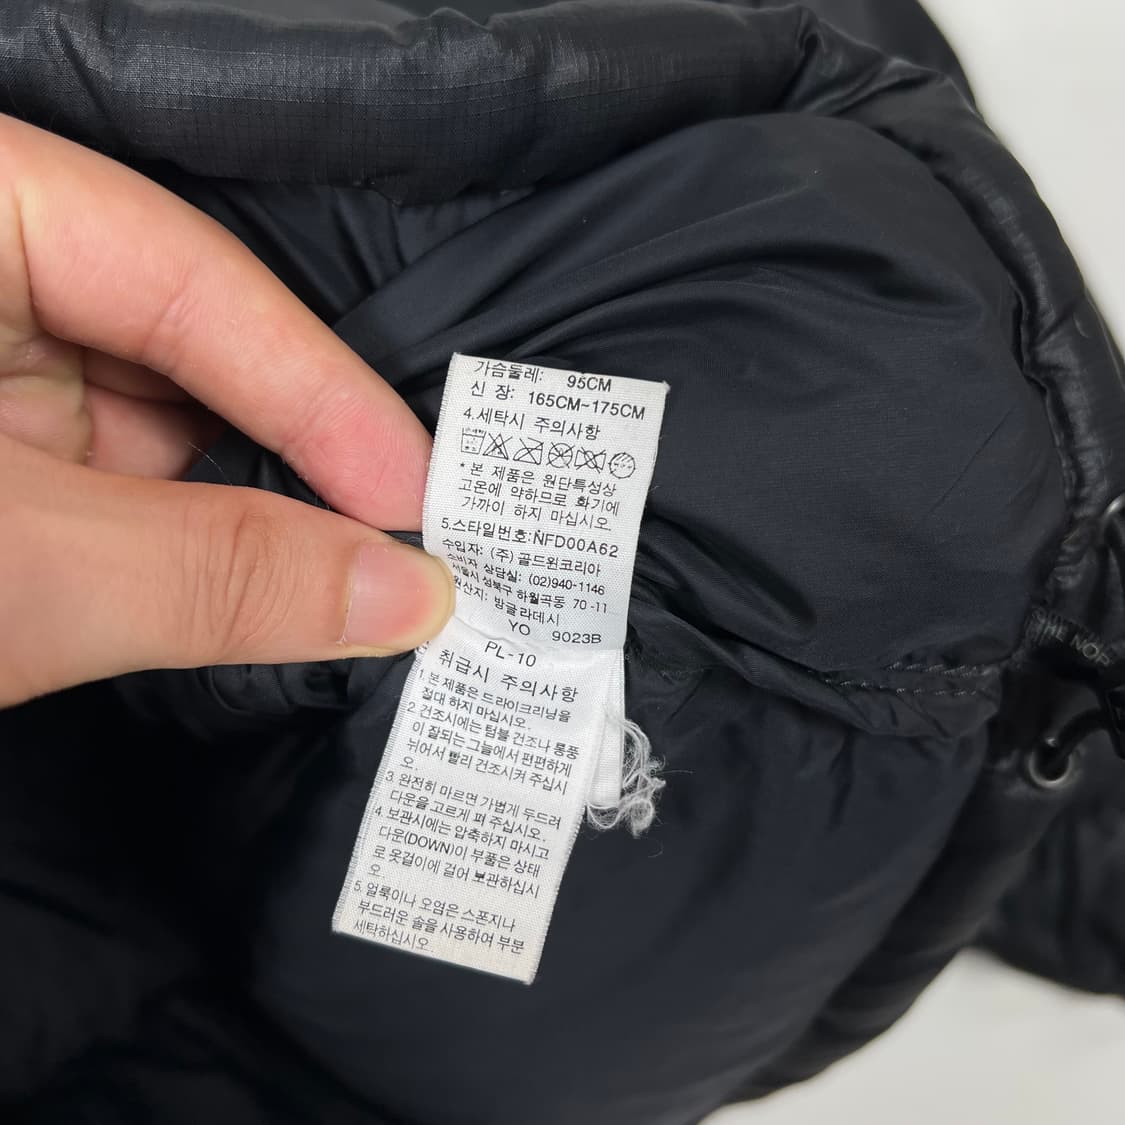 가슴둘레: 95CM
신 장: 165CM~175CM
4.세탁시 주의사항
*본 제품은 원단특성상
고온에 약하므로 화기에
가까이 하지 마십시오.
5.스타일번호:NFD00A62
수입자: (주) 골드윈코리아
소비자 상담실: (02)940-1146
서울시 성북구 하월곡동 70-11
원산지: 방글라데시
YO 9023B
PL-10
취급시 주의사항
1.본 제품은 드라이크리닝을
절대 하지 마십시오.
2.건조시에는 텀블 건조나 통풍
이 잘되는 그늘에서 편편하게
뉘어서 빨리 건조시켜 주십시
오.
3.완전히 마르면 가볍게 두드려
다운을 고르게 펴 주십시오.
4.보관시에는 압축하지 마시고
다운(DOWN)이 부풀은 상태
로 옷걸이에 걸어 보관하십시
오.
5.얼룩이나 오염은 스폰지나
부드러운 솔을 사용하여 부분
세탁하십시오.